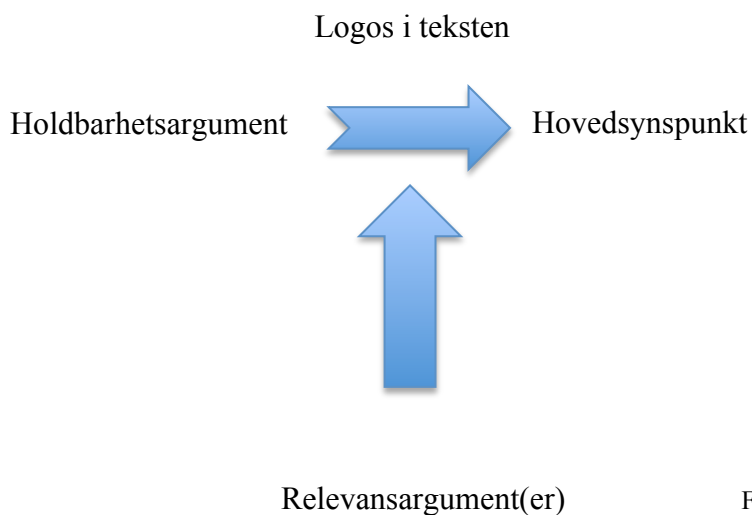 Logos i teksten
Holdbarhetsargument Hovedsynspunkt
Relevansargument(er)